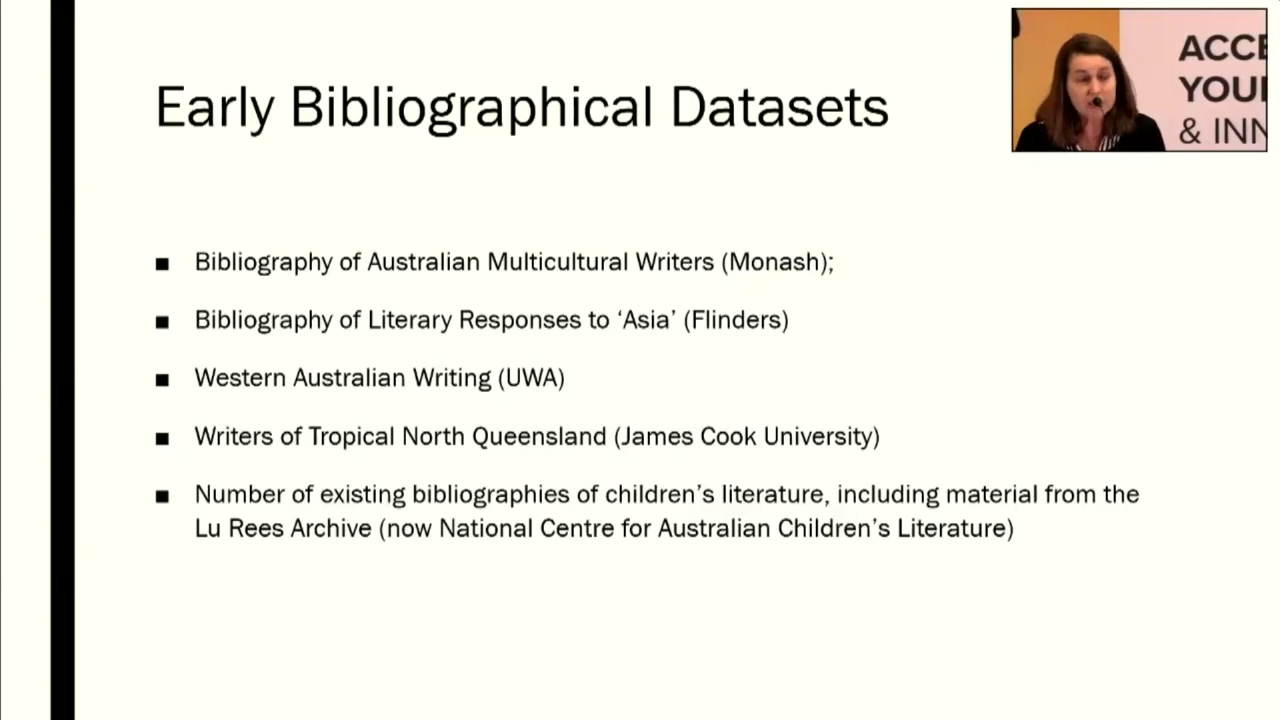 Early Bibliographical Datasets
ACCE
YOU
& INN
■ Bibliography of Australian Multicultural Writers (Monash);
■ Bibliography of Literary Responses to ‘Asia’ (Flinders)
■ Western Australian Writing (UWA)
■ Writers of Tropical North Queensland (James Cook University)
■ Number of existing bibliographies of children’s literature, including material from the
Lu Rees Archive (now National Centre for Australian Children’s Literature)